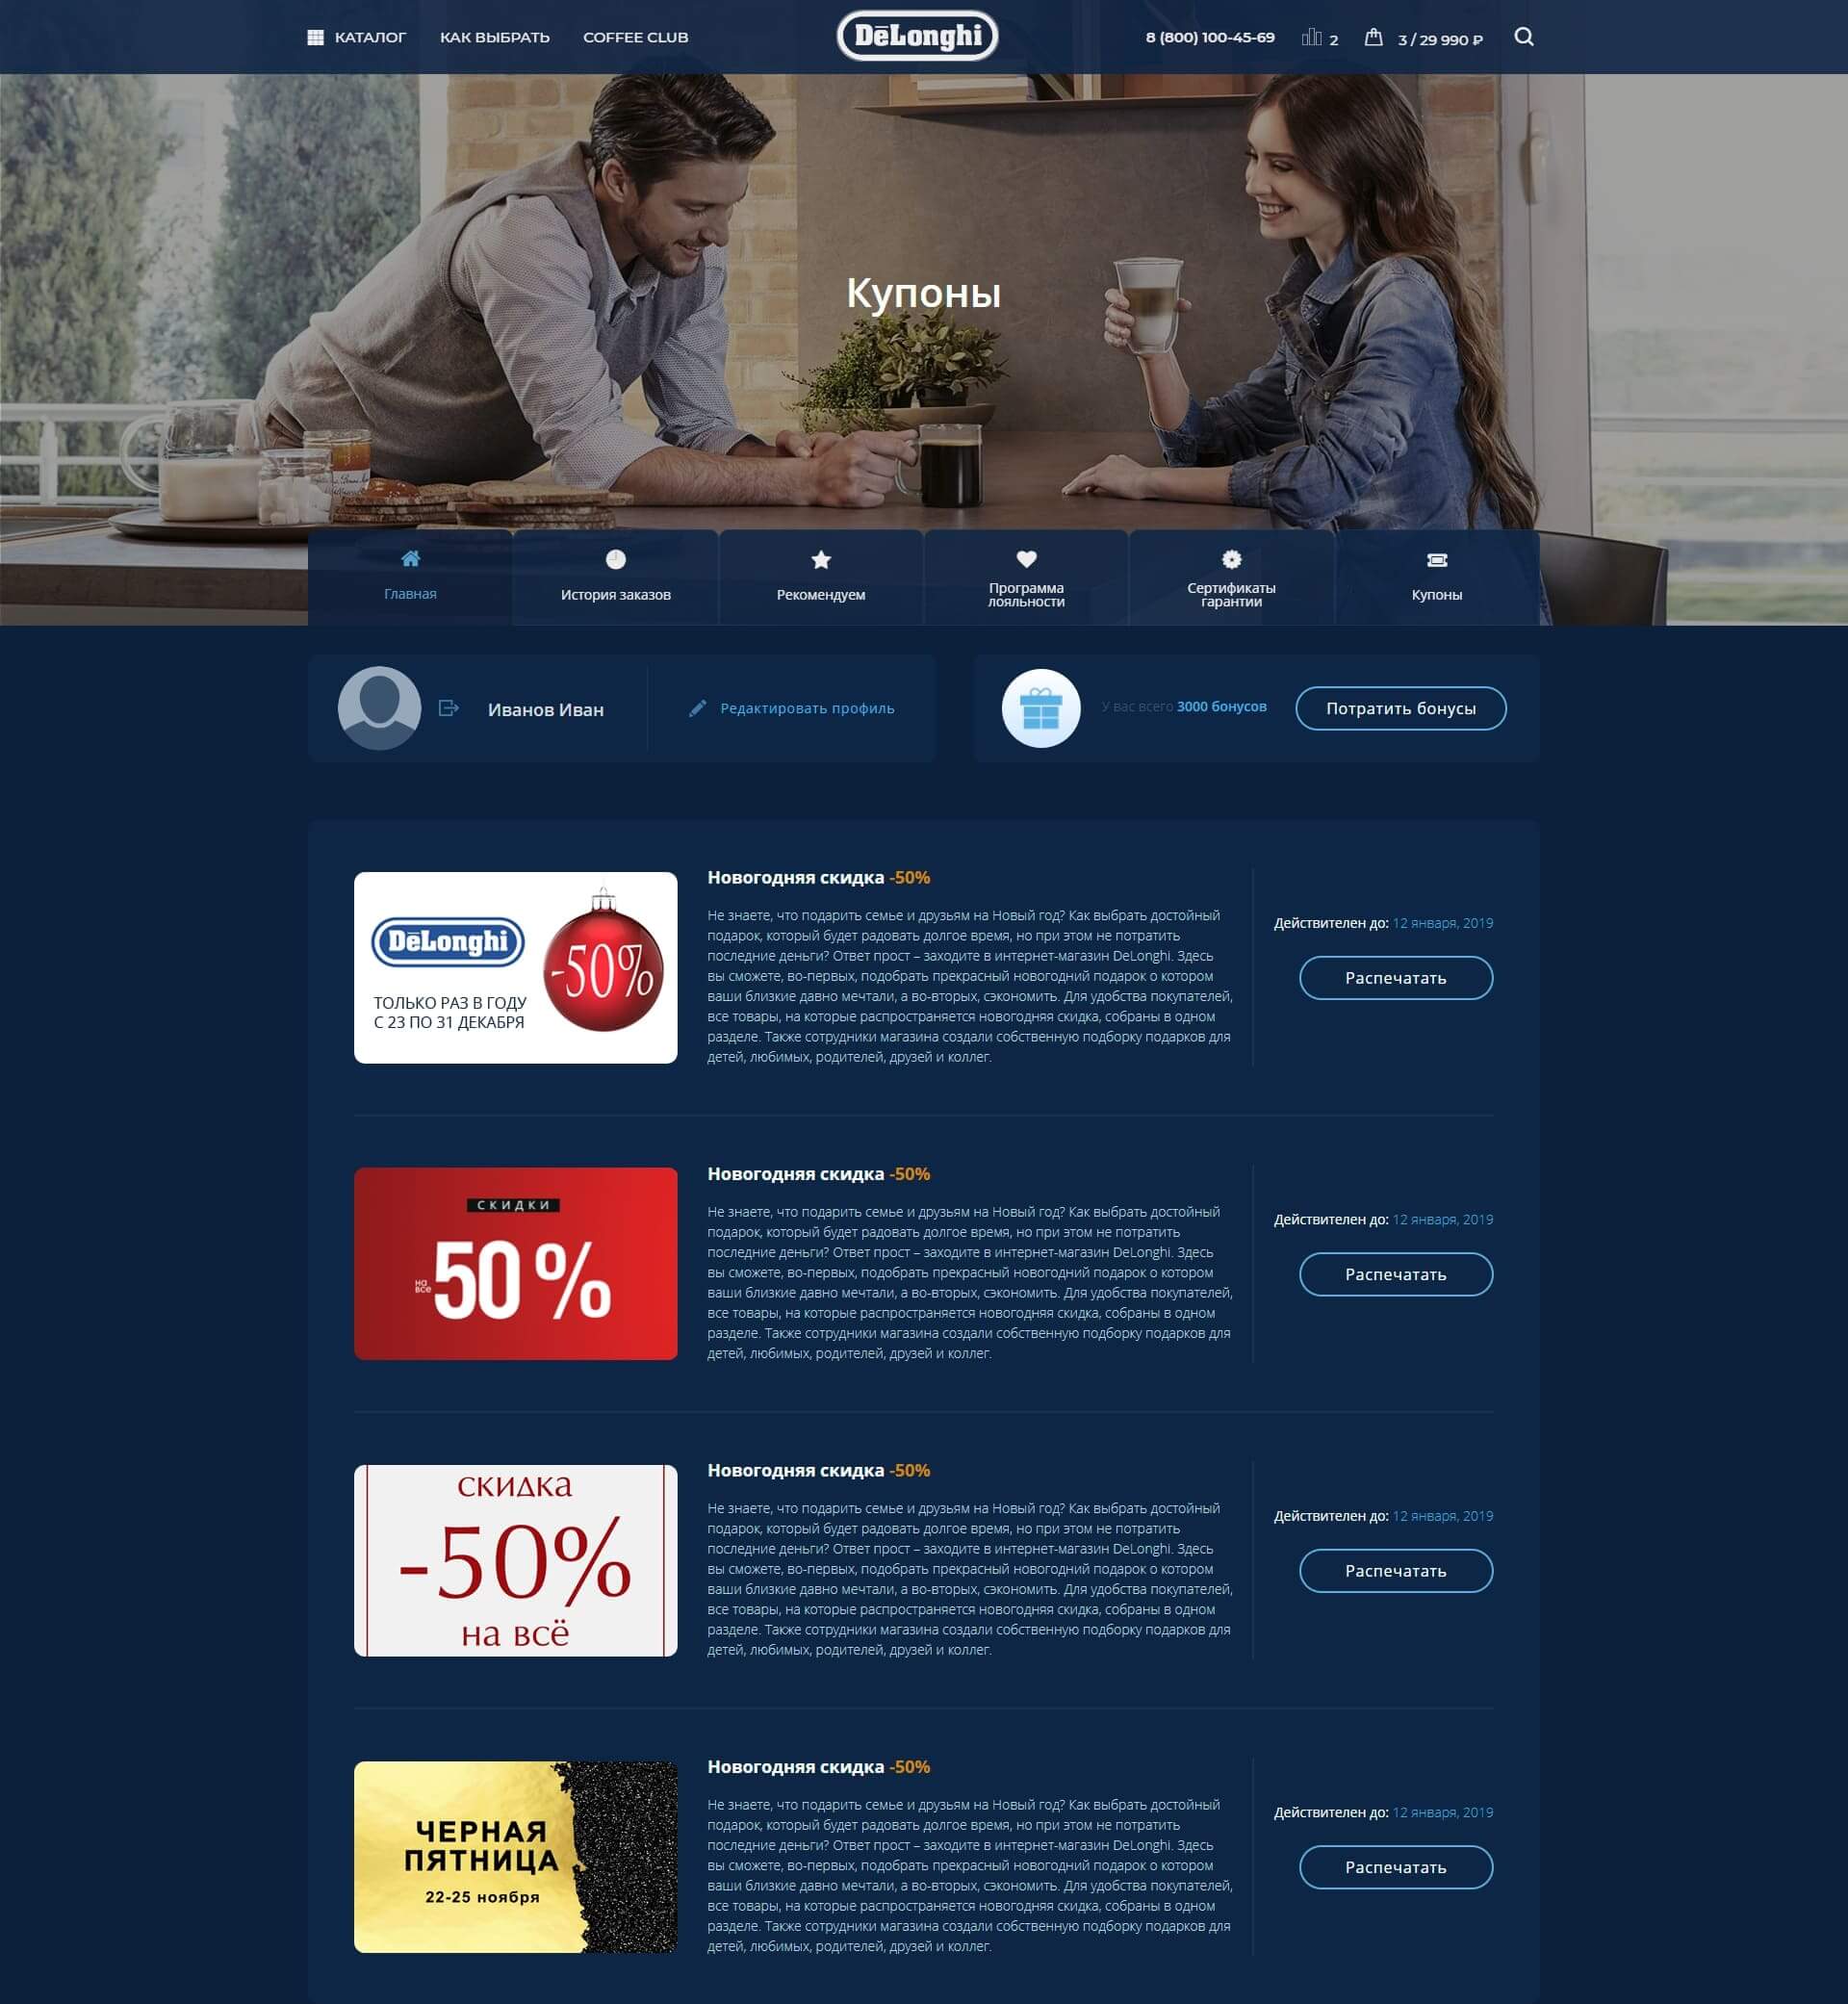 КАТАЛОГ
КАК ВЫБРАТЬ
COFFEE CLUB
DeLonghi
8 (800) 100-45-69
2
3 / 29 990 ₽
Купоны
Главная
История заказов
Рекомендуем
Программа
лояльности
Сертификаты
гарантии
Купоны
Иванов Иван
Редактировать профиль
У вас всего 3000 бонусов
Потратить бонусы
DeLonghi
-50%
ТОЛЬКО РАЗ В ГОДУ
С 23 ПО 31 ДЕКАБРЯ
Новогодняя скидка -50%
Не знаете, что подарить семье и друзьям на Новый год? Как выбрать достойный
подарок, который будет радовать долгое время, но при этом не потратить
последние деньги? Ответ прост – заходите в интернет-магазин DeLonghi. Здесь
вы сможете, во-первых, подобрать прекрасный новогодний подарок о котором
ваши близкие давно мечтали, а во-вторых, сэкономить. Для удобства покупателей,
все товары, на которые распространяется новогодняя скидка, собраны в одном
разделе. Также сотрудники магазина создали собственную подборку подарков для
детей, любимых, родителей, друзей и коллег.
Действителен до: 12 января, 2019
Распечатать
СКИДКИ
на
все
50 %
Новогодняя скидка -50%
Не знаете, что подарить семье и друзьям на Новый год? Как выбрать достойный
подарок, который будет радовать долгое время, но при этом не потратить
последние деньги? Ответ прост – заходите в интернет-магазин DeLonghi. Здесь
вы сможете, во-первых, подобрать прекрасный новогодний подарок о котором
ваши близкие давно мечтали, а во-вторых, сэкономить. Для удобства покупателей,
все товары, на которые распространяется новогодняя скидка, собраны в одном
разделе. Также сотрудники магазина создали собственную подборку подарков для
детей, любимых, родителей, друзей и коллег.
Действителен до: 12 января, 2019
Распечатать
скидка
-50%
на всё
Новогодняя скидка -50%
Не знаете, что подарить семье и друзьям на Новый год? Как выбрать достойный
подарок, который будет радовать долгое время, но при этом не потратить
последние деньги? Ответ прост – заходите в интернет-магазин DeLonghi. Здесь
вы сможете, во-первых, подобрать прекрасный новогодний подарок о котором
ваши близкие давно мечтали, а во-вторых, сэкономить. Для удобства покупателей,
все товары, на которые распространяется новогодняя скидка, собраны в одном
разделе. Также сотрудники магазина создали собственную подборку подарков для
детей, любимых, родителей, друзей и коллег.
Действителен до: 12 января, 2019
Распечатать
ЧЕРНАЯ
ПЯТНИЦА
22-25 ноября
Новогодняя скидка -50%
Не знаете, что подарить семье и друзьям на Новый год? Как выбрать достойный
подарок, который будет радовать долгое время, но при этом не потратить
последние деньги? Ответ прост – заходите в интернет-магазин DeLonghi. Здесь
вы сможете, во-первых, подобрать прекрасный новогодний подарок о котором
ваши близкие давно мечтали, а во-вторых, сэкономить. Для удобства покупателей,
все товары, на которые распространяется новогодняя скидка, собраны в одном
разделе. Также сотрудники магазина создали собственную подборку подарков для
детей, любимых, родителей, друзей и коллег.
Действителен до: 12 января, 2019
Распечатать